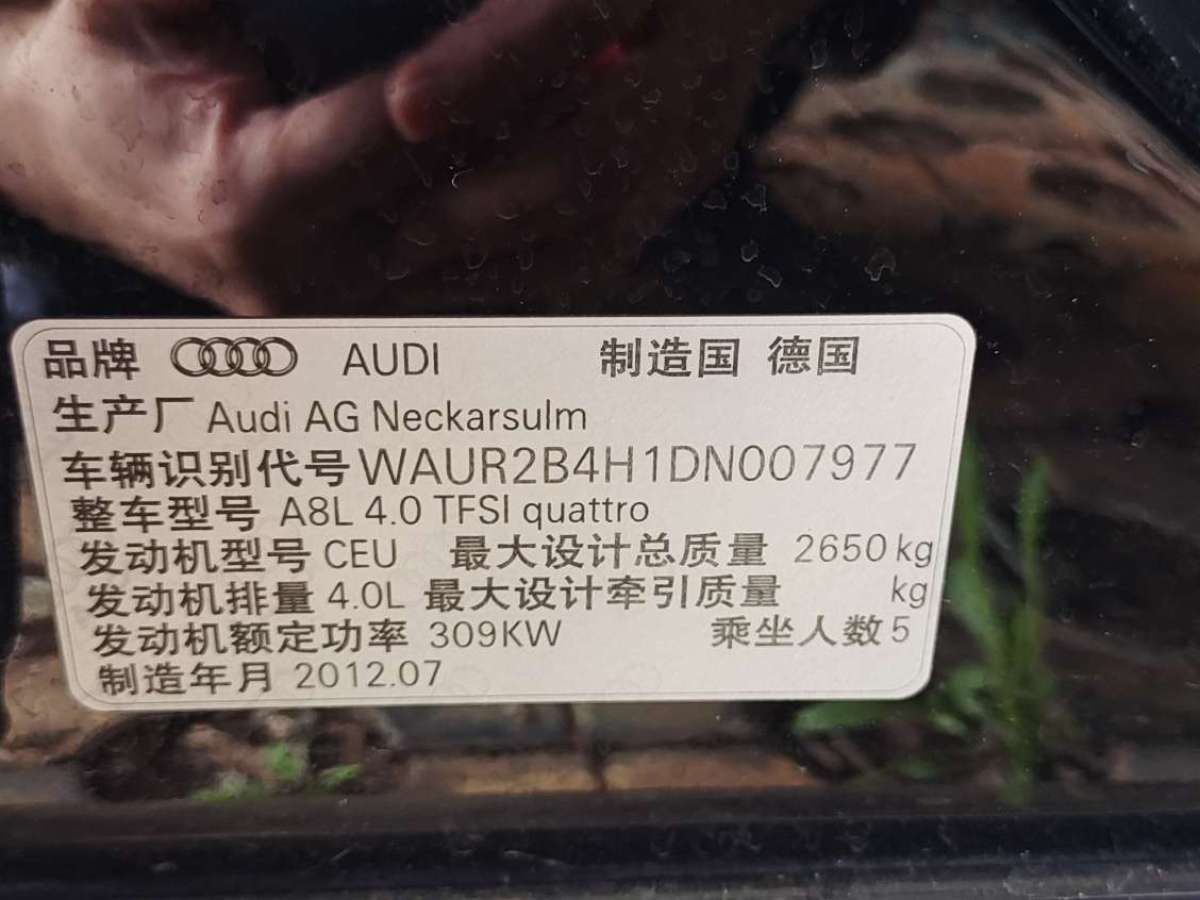 品牌 AUDI 制造国 德国
生产厂 Audi AG Neckarsulm
车辆识别代号 WAUR2B4H1DN007977
整车型号 A8L 4.0 TFSI quattro
发动机型号 CEU 最大设计总质量 2650 kg
发动机排量 4.0L 最大设计牵引质量 kg
发动机额定功率 309KW 乘坐人数 5
制造年月 2012.07